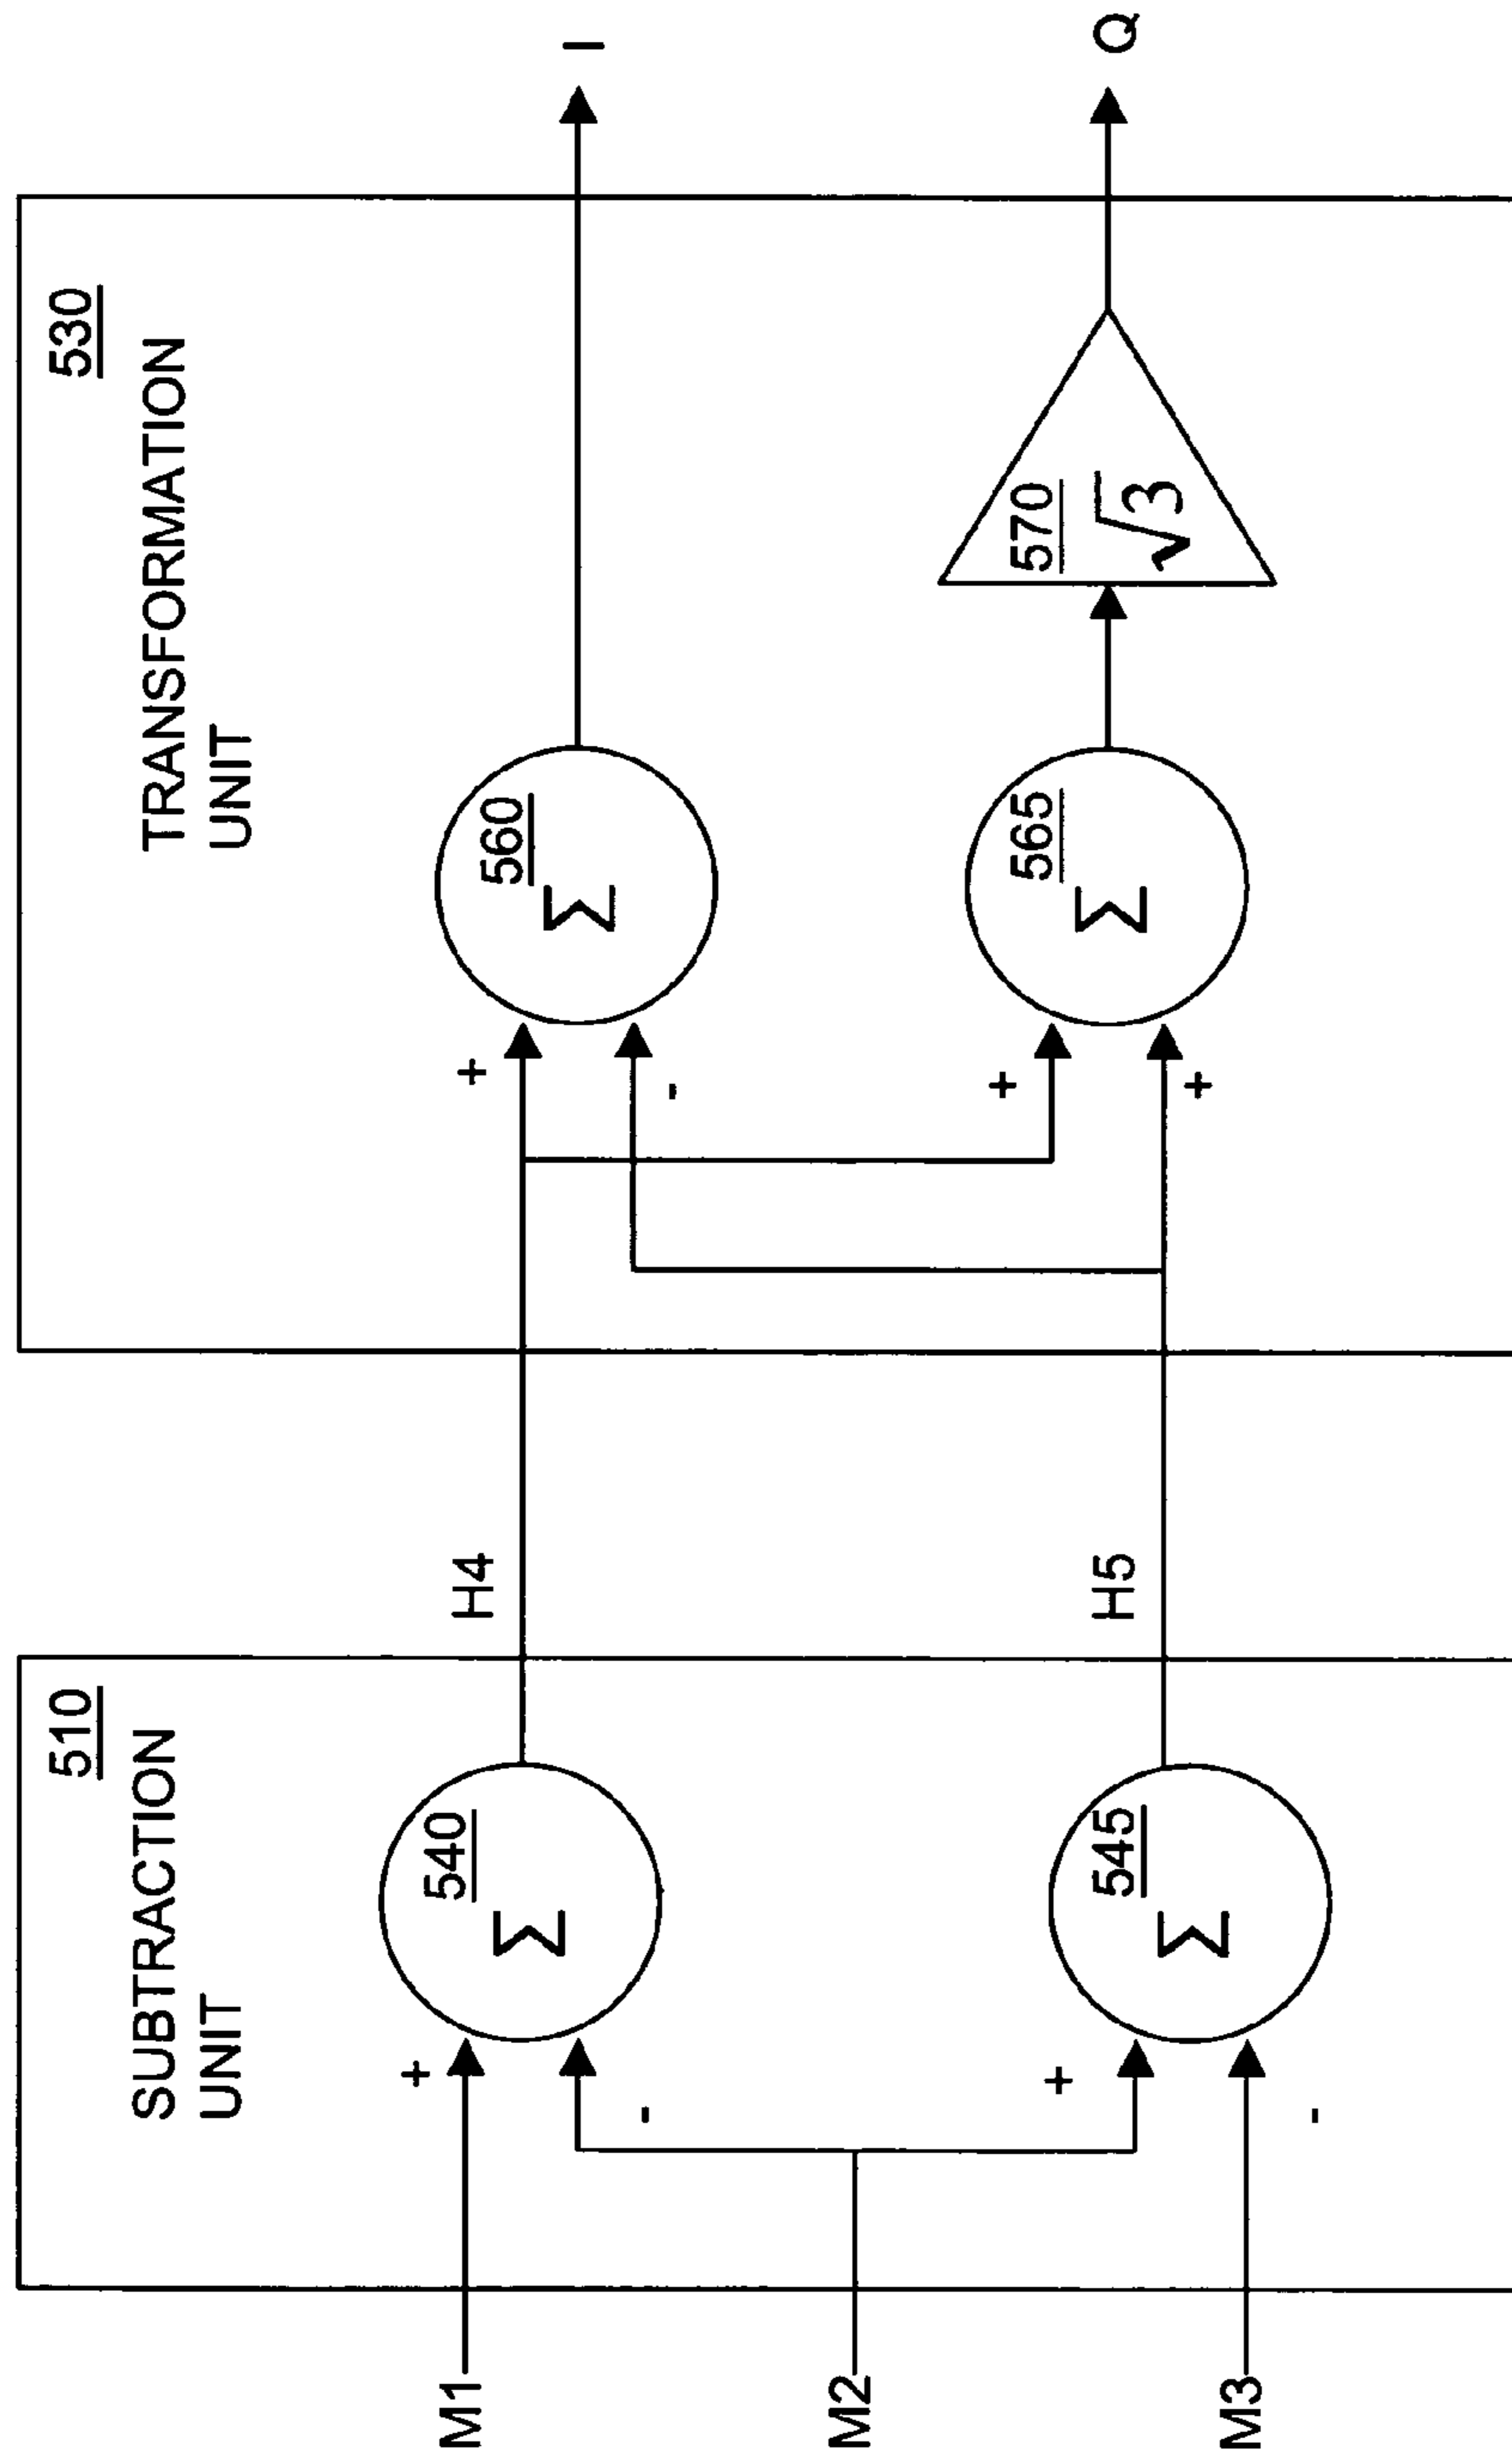 510
SUBTRACTION
UNIT
M1
M2
M3
+
-
+
-
540
Σ
545
Σ
H4
H5
530
TRANSFORMATION
UNIT
+
-
+
+
560
Σ
565
Σ
570
√3
I
Q